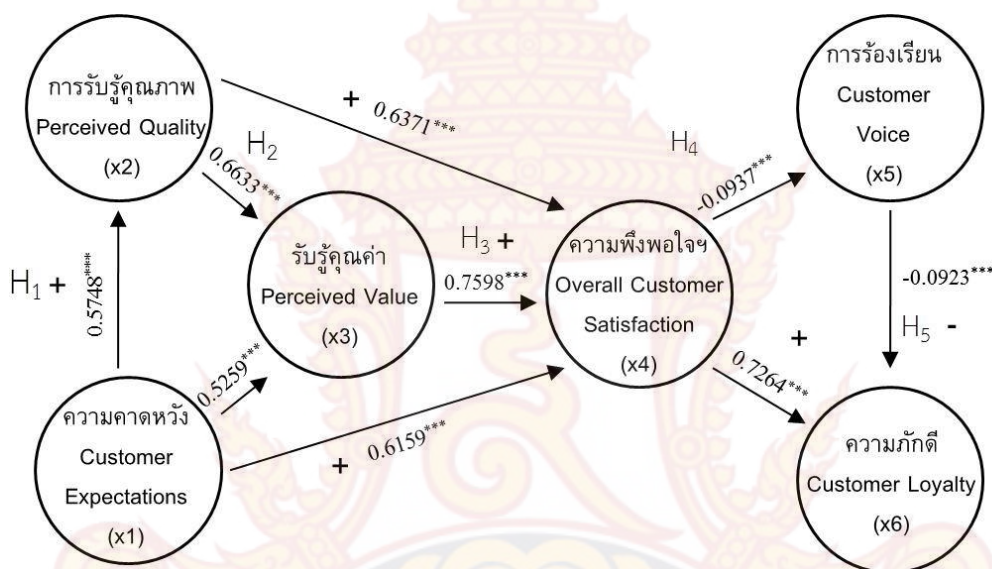 การรับรู้คุณภาพ
Perceived Quality
(x2)
+
0.6371***
H2
0.6633***
การร้องเรียน
Customer
Voice
(x5)
H4
-0.0937***
รับรู้คุณค่า
Perceived Value
(x3)
H3 +
0.7598***
ความพึงพอใจฯ
Overall Customer
Satisfaction
(x4)
H1 +
0.5748***
-0.0923***
H5 -
+
0.7264***
0.5259***
+
0.6159***
ความคาดหวัง
Customer
Expectations
(x1)
ความภักดี
Customer Loyalty
(x6)